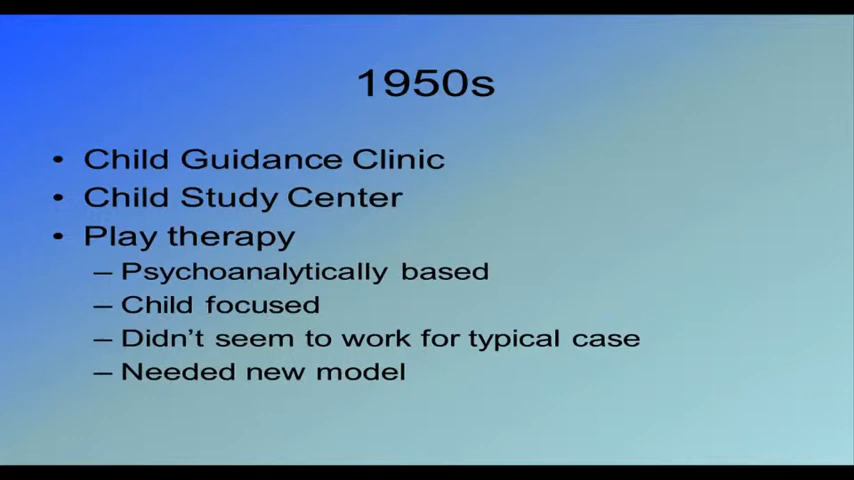 1950s
• Child Guidance Clinic
• Child Study Center
• Play therapy
– Psychoanalytically based
– Child focused
– Didn't seem to work for typical case
– Needed new model